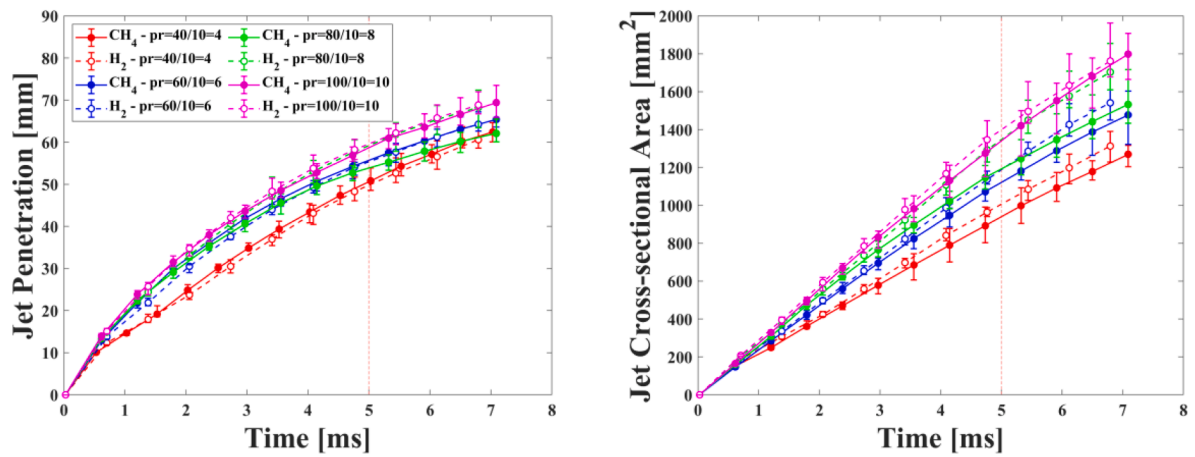 Jet Penetration [mm]
90
80
70
60
50
40
30
20
10
0
CH4 - pr=40/10=4
H2 - pr=40/10=4
CH4 - pr=60/10=6
H2 - pr=60/10=6
CH4 - pr=80/10=8
H2 - pr=80/10=8
CH4 - pr=100/10=10
H2 - pr=100/10=10
0 1 2 3 4 5 6 7 8
Time [ms]
Jet Cross-sectional Area [mm2]
2000
1800
1600
1400
1200
1000
800
600
400
200
0
0 1 2 3 4 5 6 7 8
Time [ms]